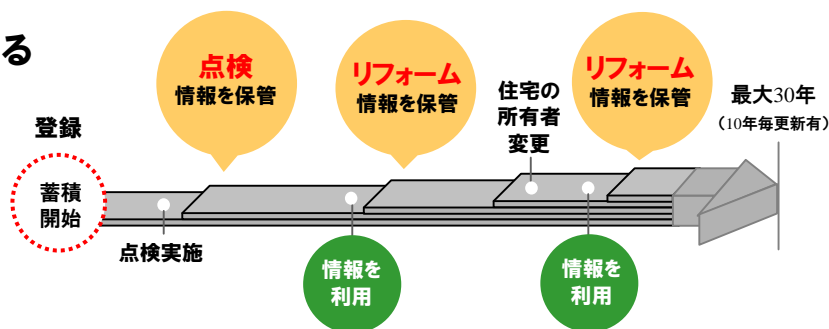 る
点検
情報を保管
リフォーム
情報を保管
リフォーム
情報を保管
住宅の
所有者
変更
最大30年
（10年毎更新有）
登録
蓄積
開始
点検実施
情報を
利用
情報を
利用